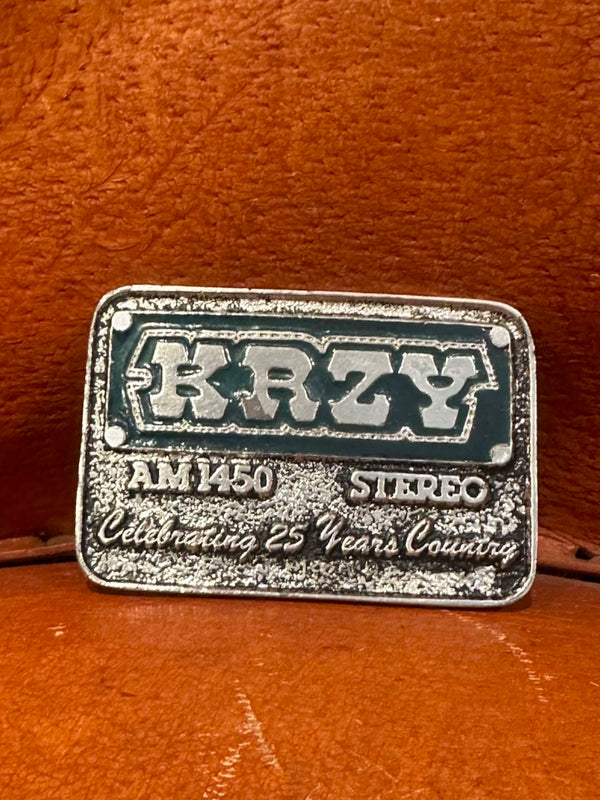 KRZY
AM 1450 STEREO
Celebrating 25 Years Country